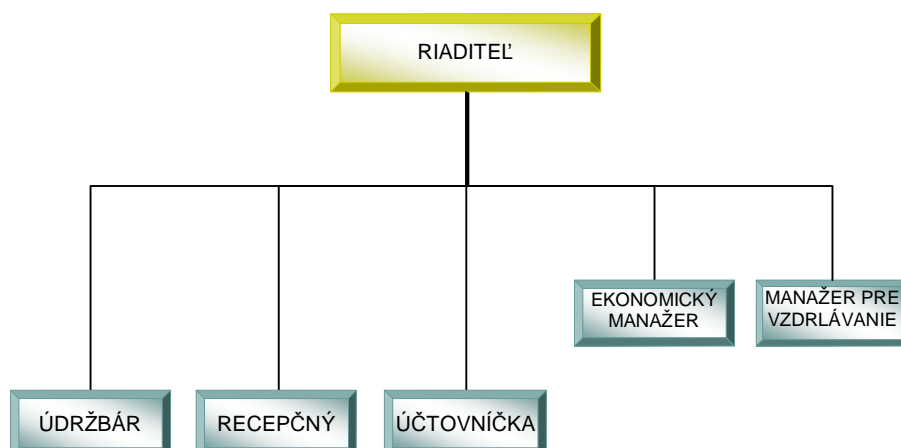 RIADITEĽ
EKONOMICKÝ
MANAŽER
MANAŽER PRE
VZDRLÁVANIE
ÚDRŽBÁR
RECEPČNÝ
ÚČTOVNÍČKA